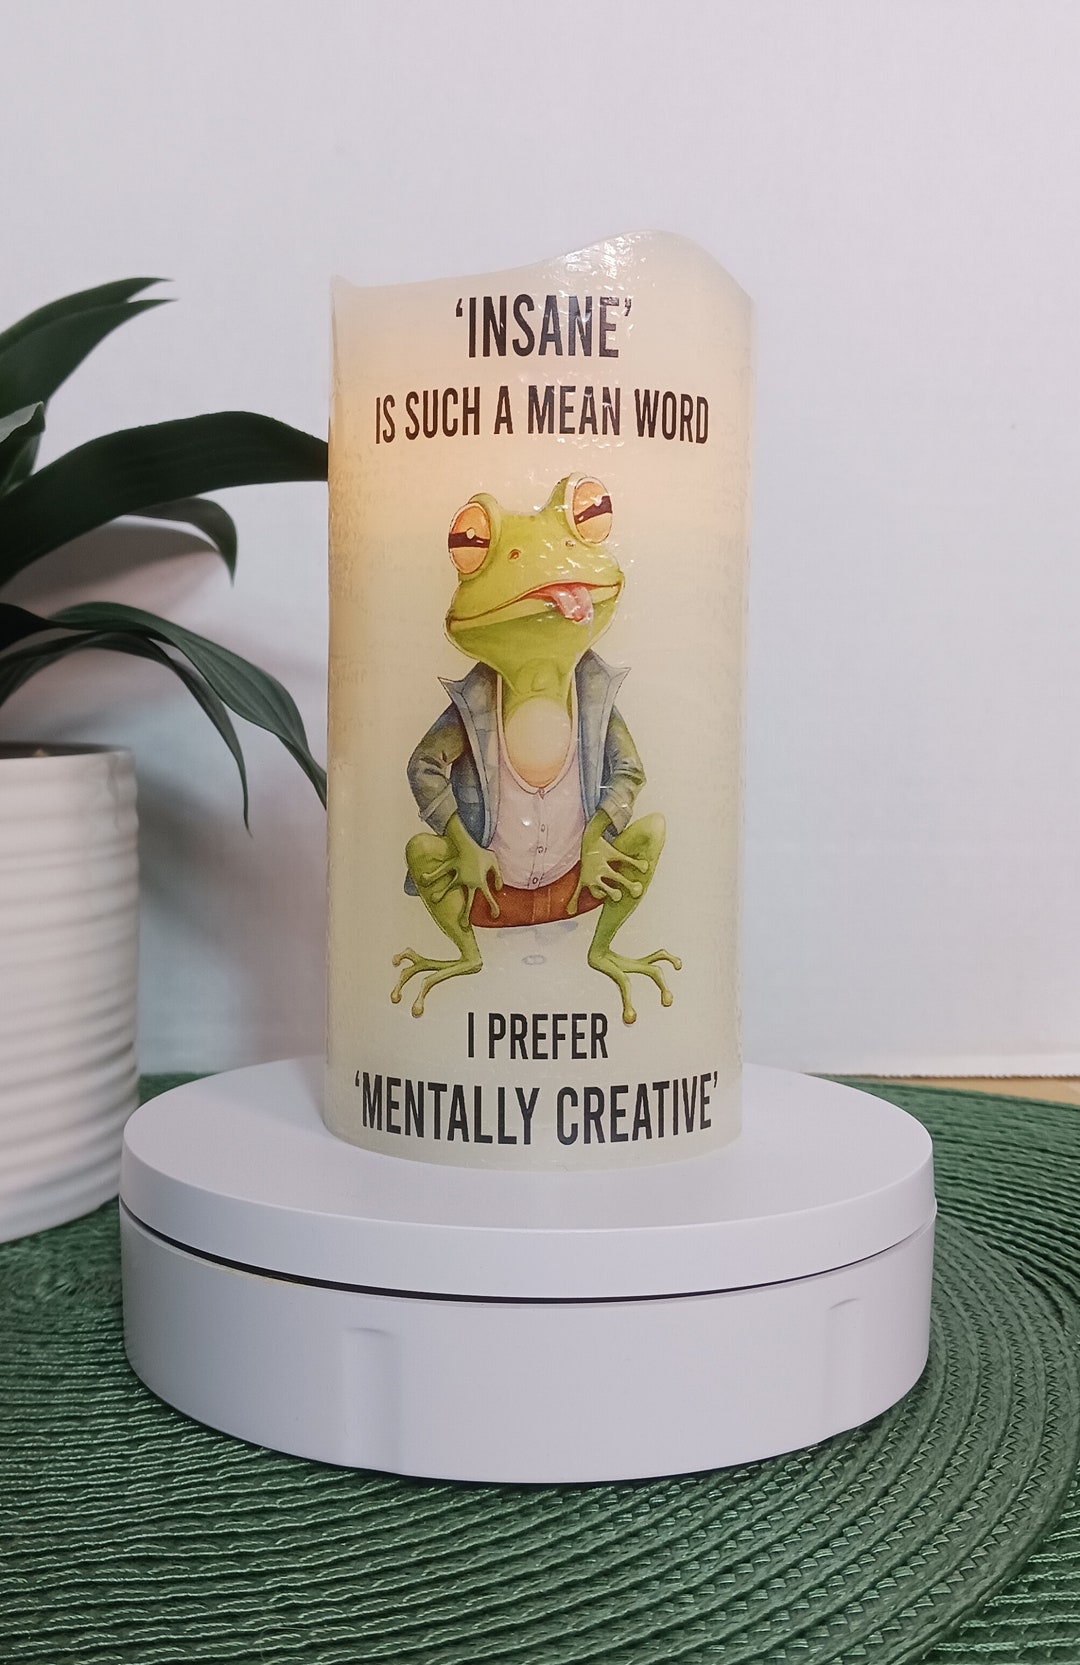 ‘INSANE’
IS SUCH A MEAN WORD
I PREFER
‘MENTALLY CREATIVE’